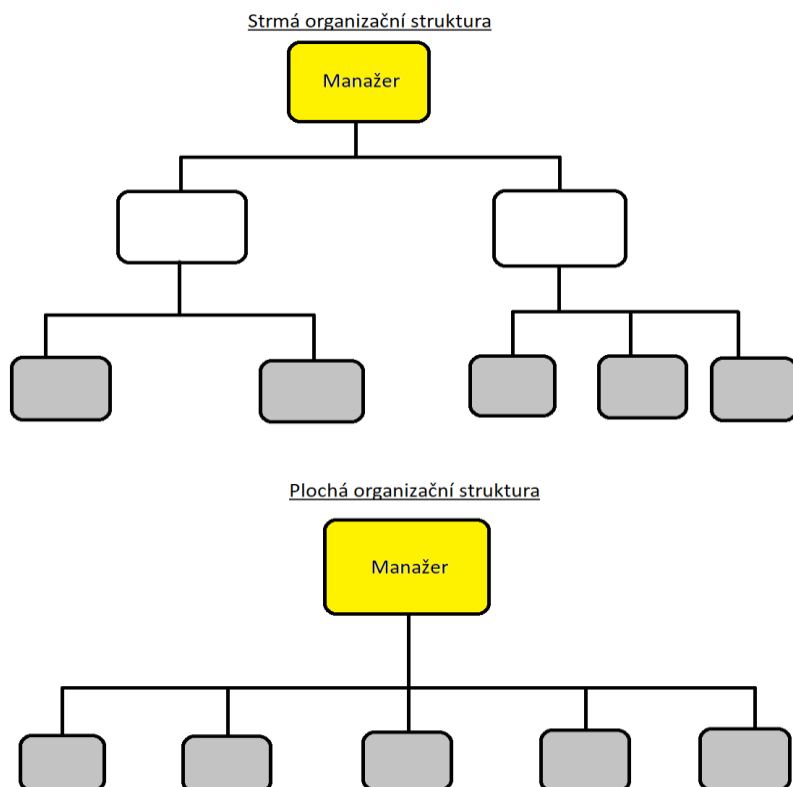 Strmá organizační struktura
Manažer
Plochá organizační struktura
Manažer